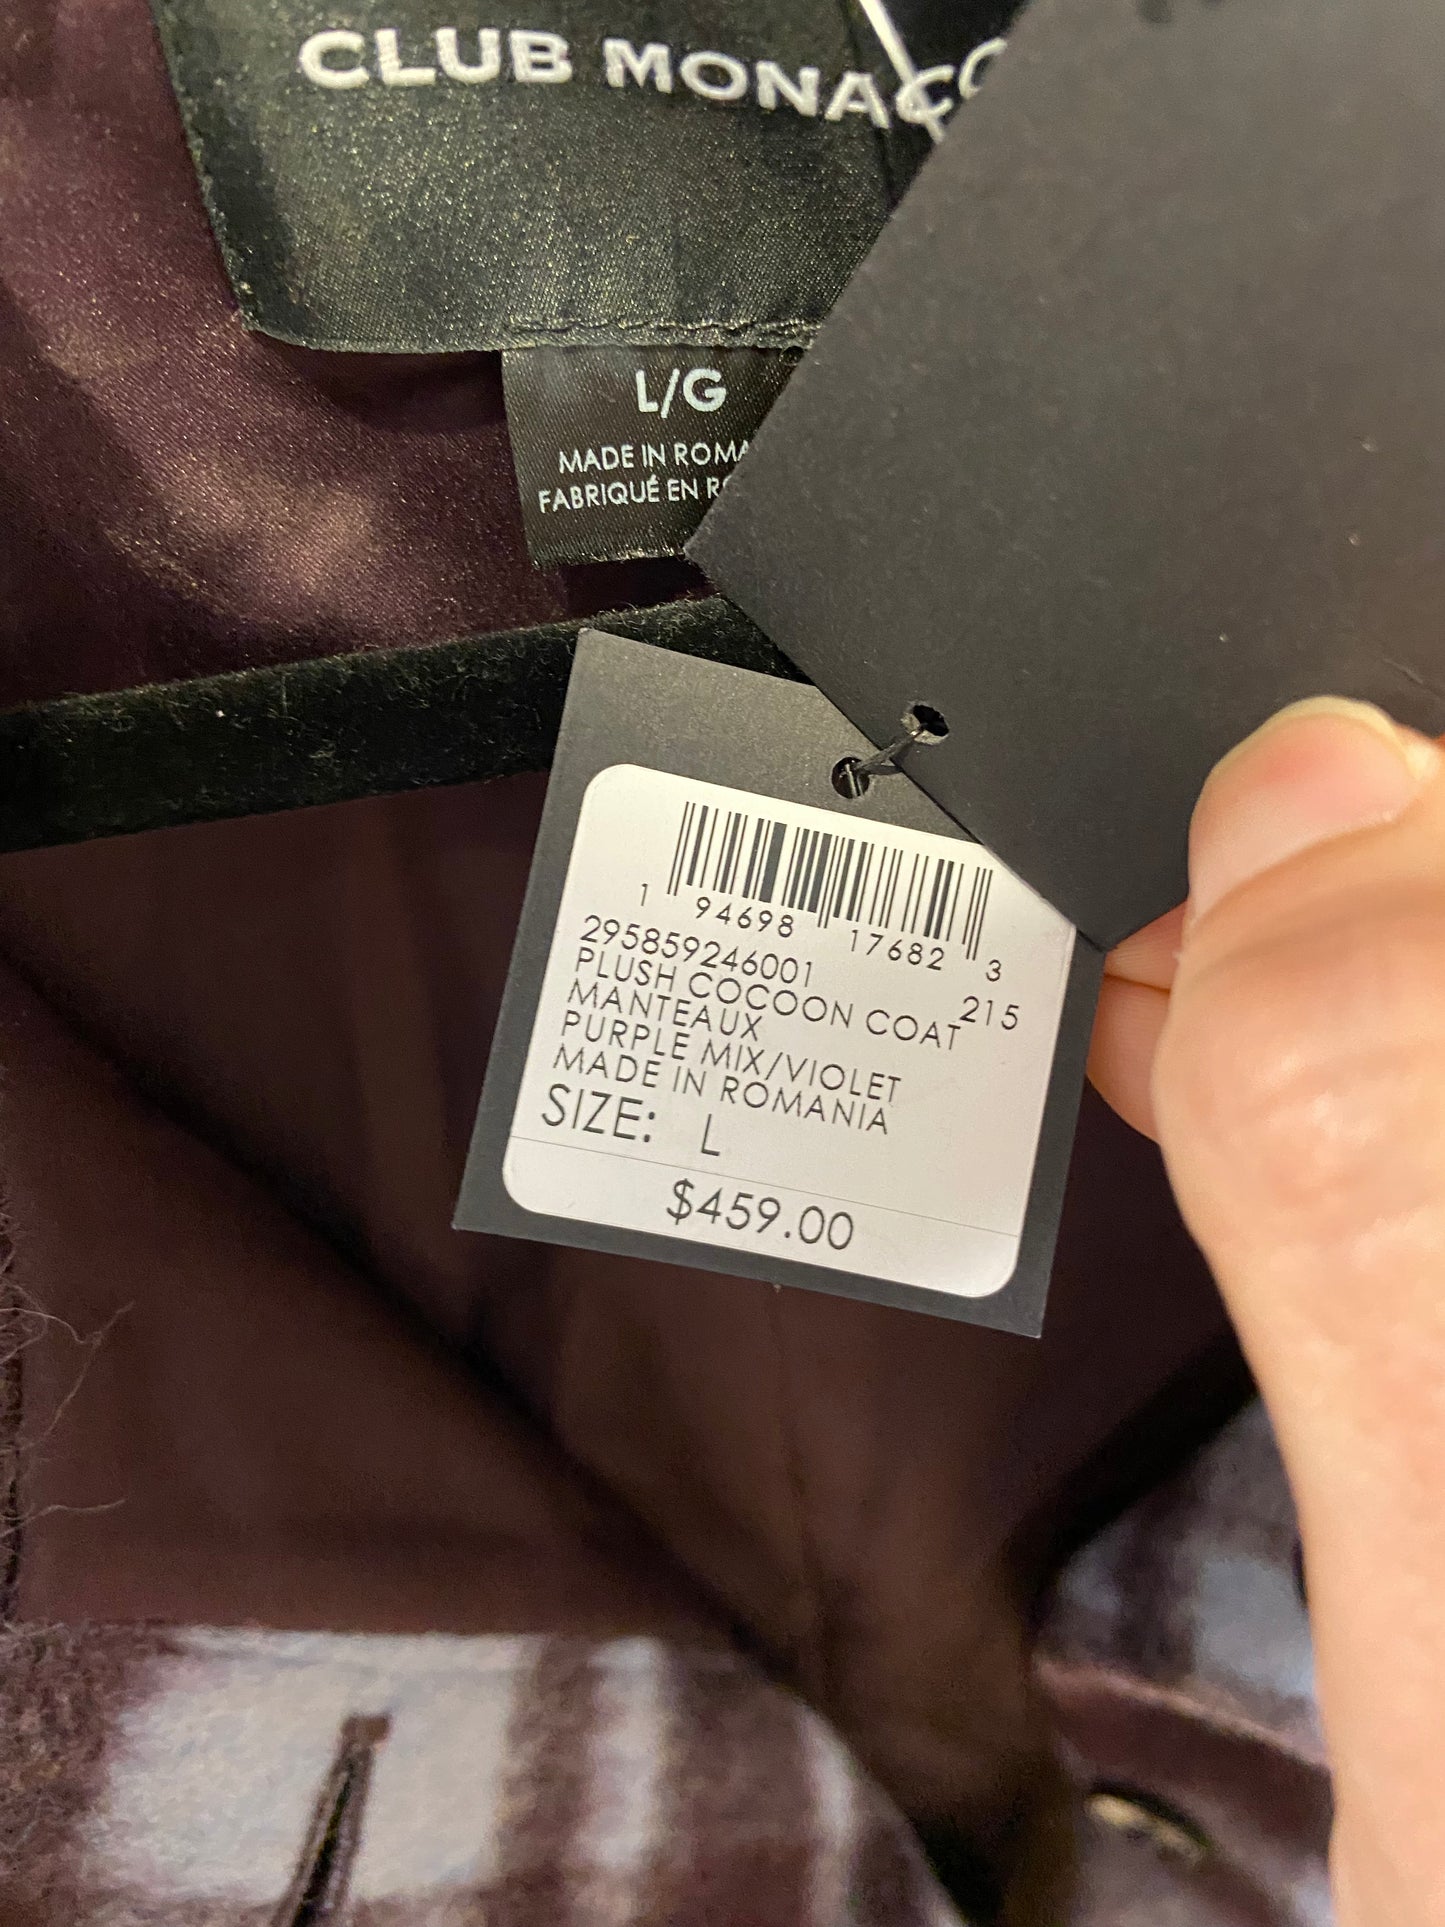 CLUB MONAC
L/G
MADE IN ROMA
FABRIQUÉ EN RO
1 94698 17682 3
295859246001 215
PLUSH COCOON COAT
MANTEAUX
PURPLE MIX/VIOLET
MADE IN ROMANIA
SIZE: L
$459.00